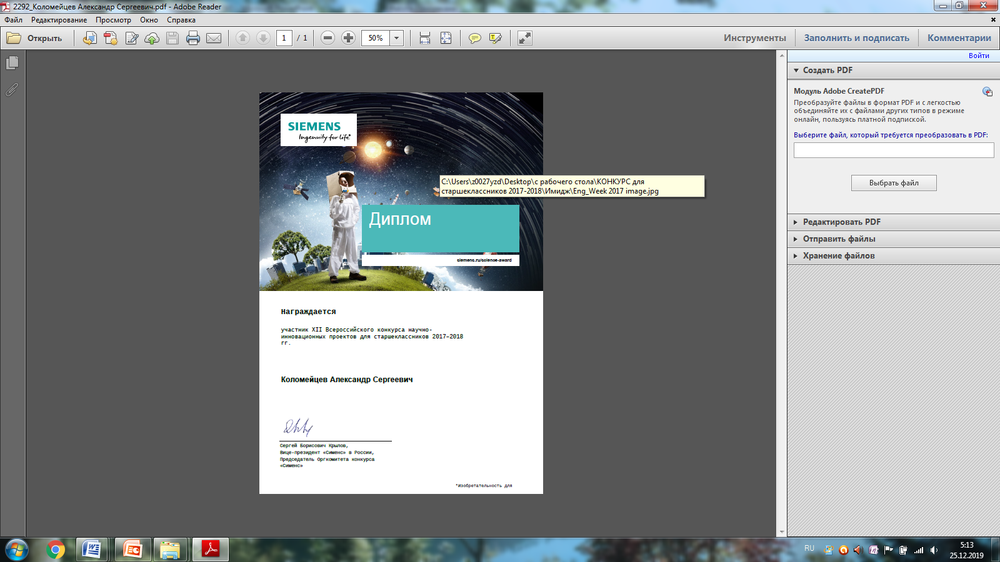 2292_Коломейцев Александр Сергеевич.pdf - Adobe Reader
Файл Редактирование Просмотр Окно Справка
Открыть 1 / 1 50% Инструменты Заполнить и подписать Комментарии
Войти
Создать PDF
Модуль Adobe CreatePDF
Преобразуйте файлы в формат PDF и с легкостью
объединяйте их с файлами других типов в режиме
онлайн, пользуясь платной подпиской.
Выберите файл, который требуется преобразовать в PDF:
Выбрать файл
Редактировать PDF
Отправить файлы
Хранение файлов
SIEMENS
Ingenuity for life*
C:\Users\z0027yzd\Desktop\с рабочего стола\КОНКУРС для
старшеклассников 2017-2018\Имидж\Eng_Week 2017 image.jpg
Диплом
siemens.ru/science-award
Награждается
участник XII Всероссийского конкурса научно-
инновационных проектов для старшеклассников 2017–2018
гг.
Коломейцев Александр Сергеевич
Сергей Борисович Крылов,
Вице-президент «Сименс» в России,
Председатель Оргкомитета конкурса
«Сименс»
*Изобретательность для
RU
5:13
25.12.2019